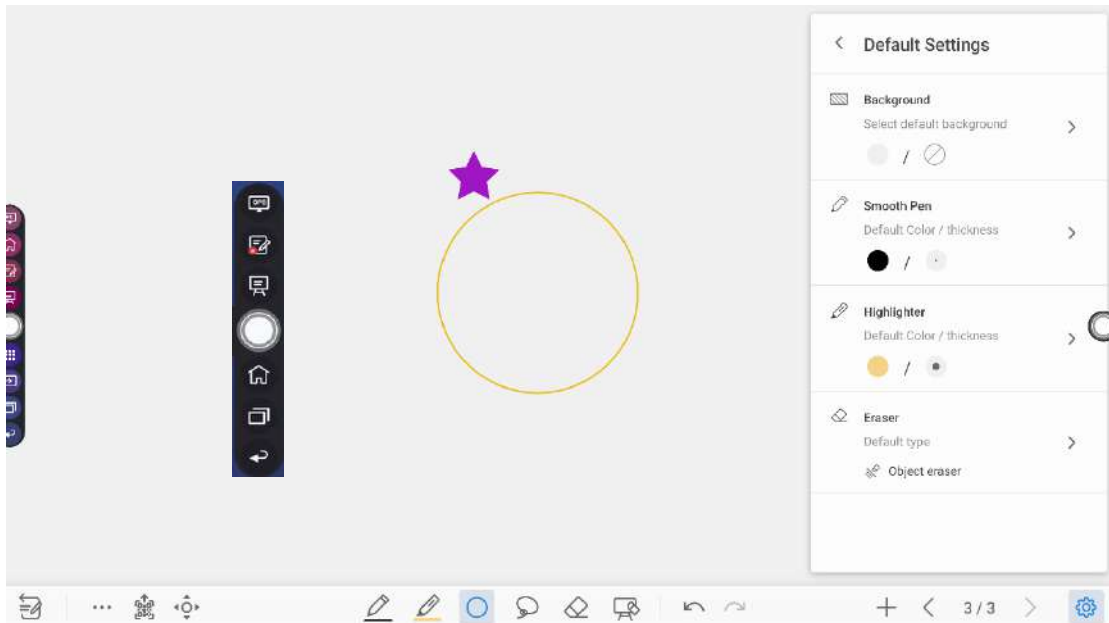 Default Settings
Background
Select default background
/
Smooth Pen
Default Color / thickness
/
Highlighter
Default Color / thickness
/
Eraser
Default type
Object eraser
OPS
3/3